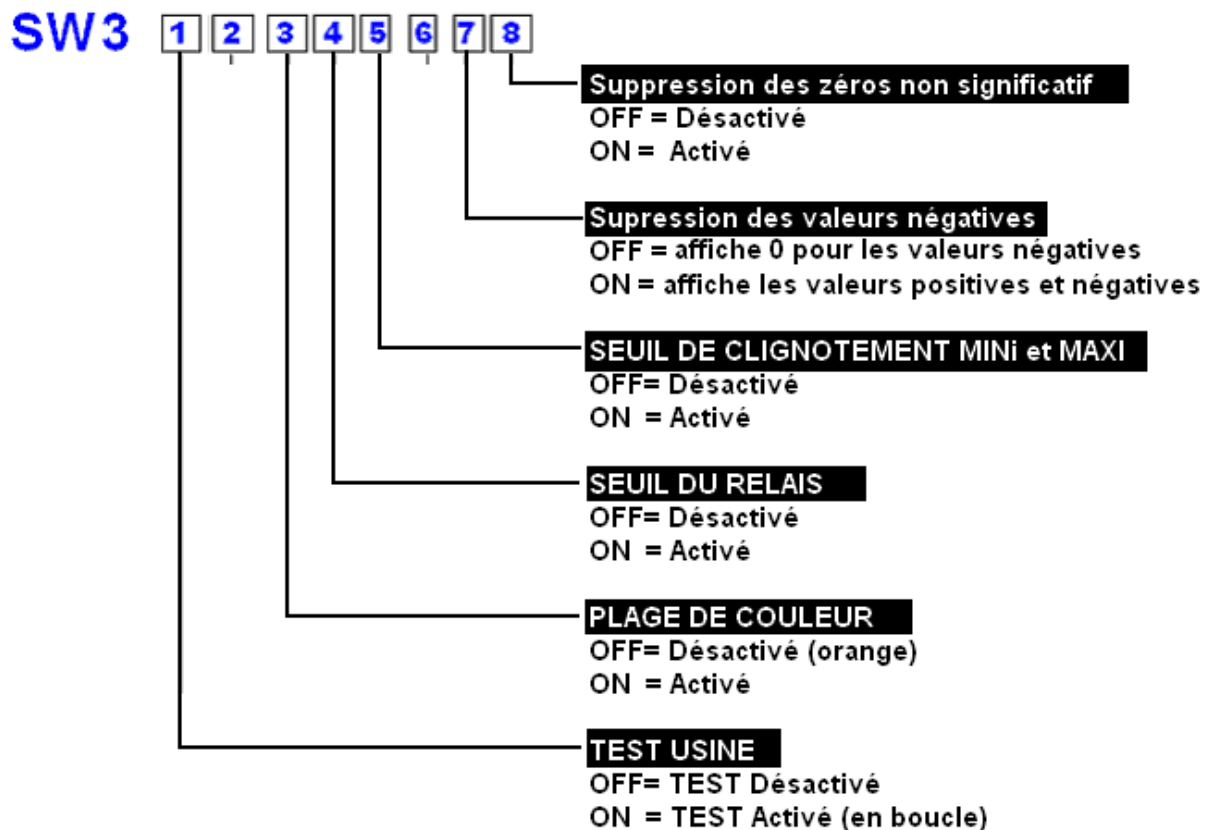 SW3 1 2 3 4 5 6 7 8
Suppression des zéros non significatif
OFF = Désactivé
ON = Activé
Supression des valeurs négatives
OFF = affiche 0 pour les valeurs négatives
ON = affiche les valeurs positives et négatives
SEUIL DE CLIGNOTEMENT MINi et MAXI
OFF= Désactivé
ON = Activé
SEUIL DU RELAIS
OFF= Désactivé
ON = Activé
PLAGE DE COULEUR
OFF= Désactivé (orange)
ON = Activé
TEST USINE
OFF= TEST Désactivé
ON = TEST Activé (en boucle)